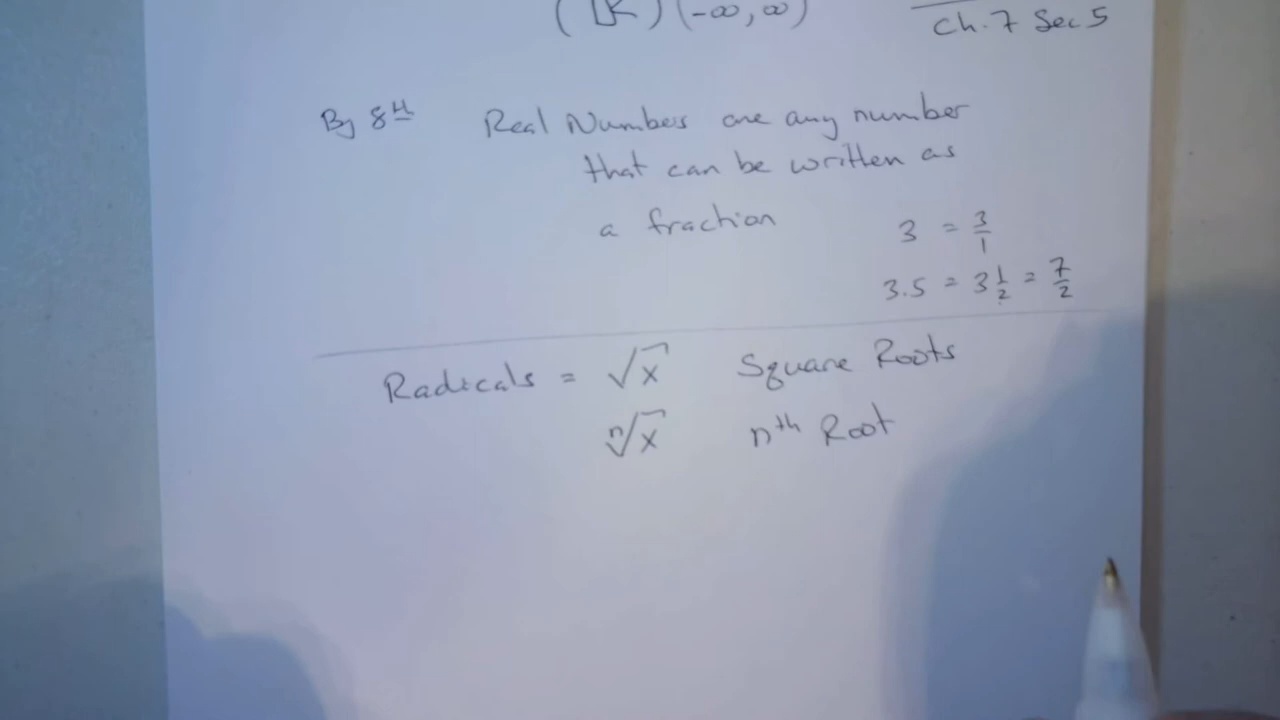 (-∞, ∞)
Ch. 7 Sec 5
By 8th Real Numbers are any number
that can be written as
a fraction
3 = 3/1
3.5 = 3 1/2 = 7/2
Radicals = √x Square Roots
ⁿ√x nth Root